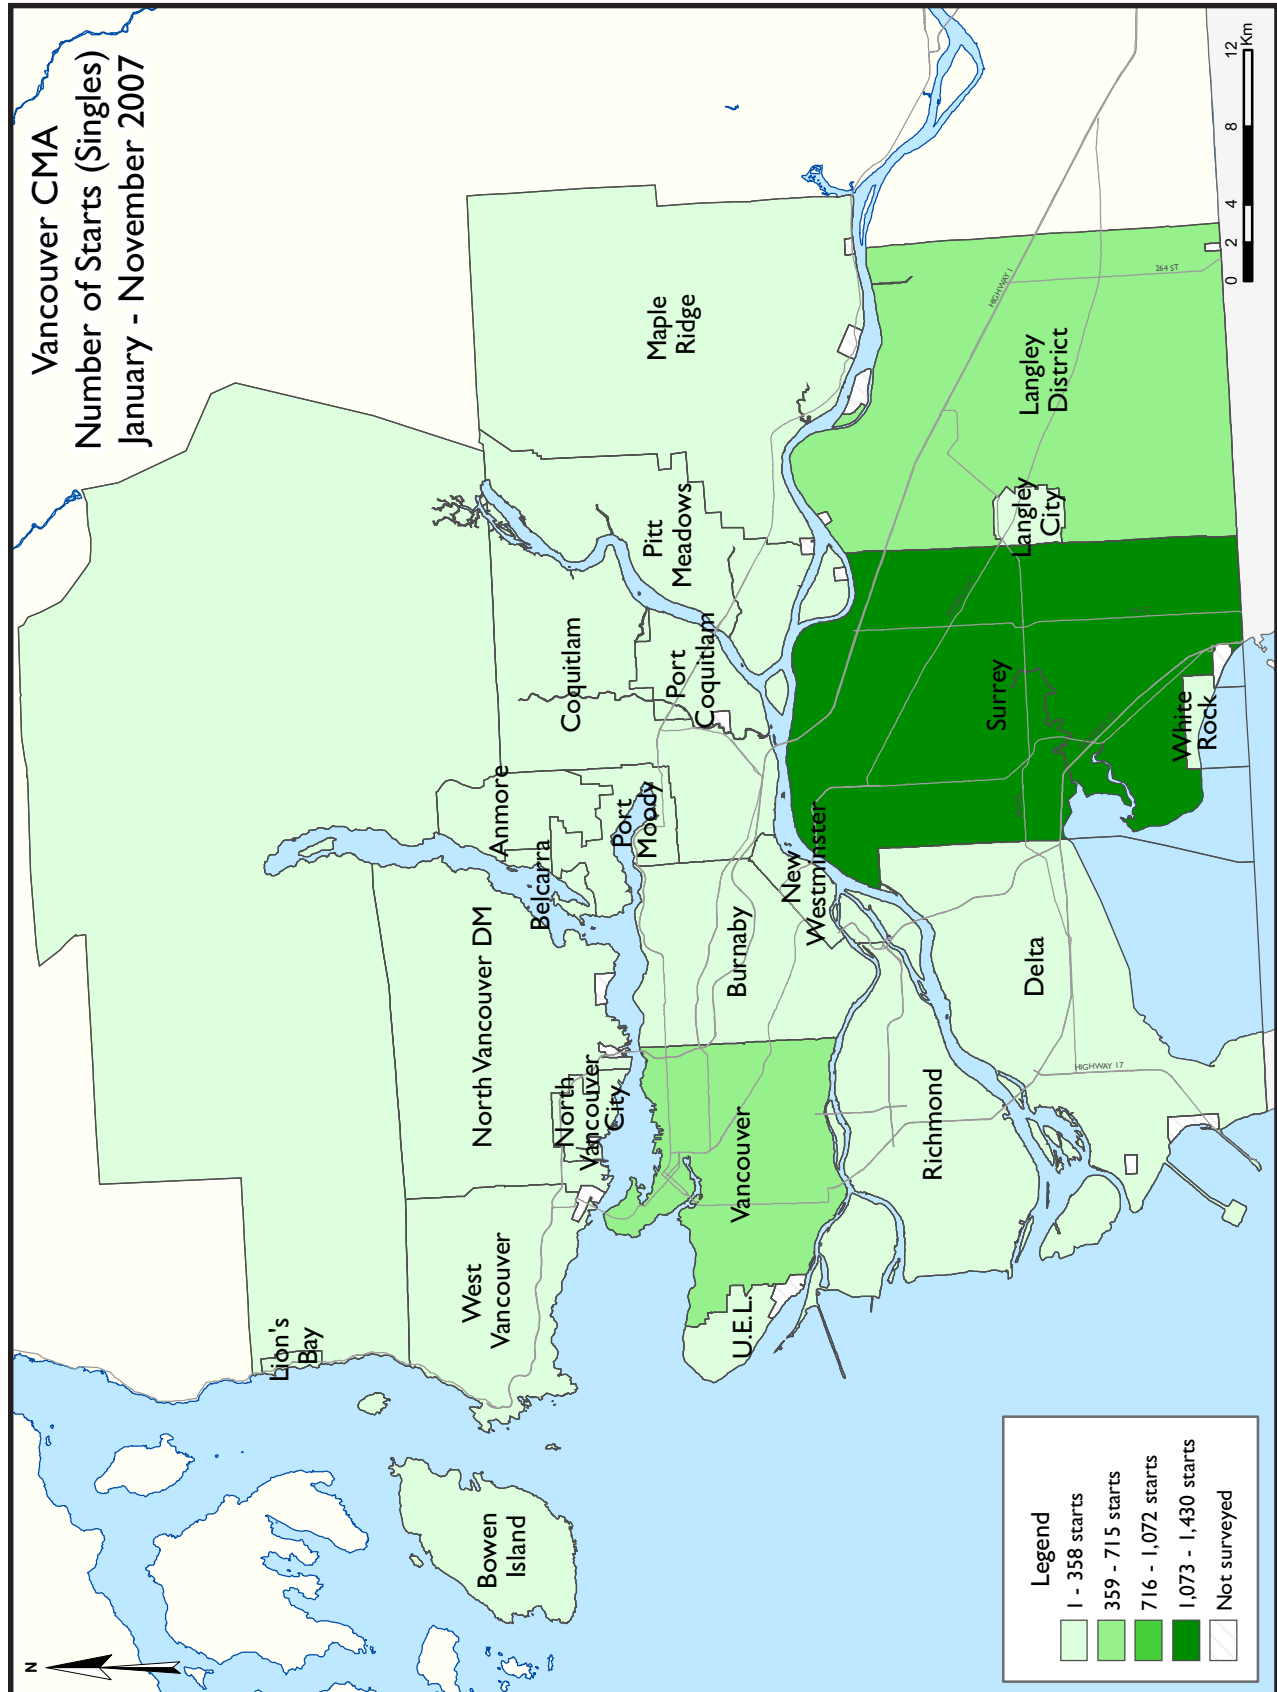 Vancouver CMA
Number of Starts (Singles)
January - November 2007
N
Lion's
Bay
Bowen
Island
West
Vancouver
North Vancouver DM
North
Vancouver
City
Belcarra
Anmore
Port
Moody
Coquitlam
Port
Coquitlam
Pitt
Meadows
Maple
Ridge
U.E.L.
Vancouver
Burnaby
New
Westminster
Richmond
Delta
Surrey
White
Rock
Langley
City
Langley
District
HIGHWAY 1
264 ST
HIGHWAY 17
Legend
1 - 358 starts
359 - 715 starts
716 - 1,072 starts
1,073 - 1,430 starts
Not surveyed
0 2 4 8 12
Km